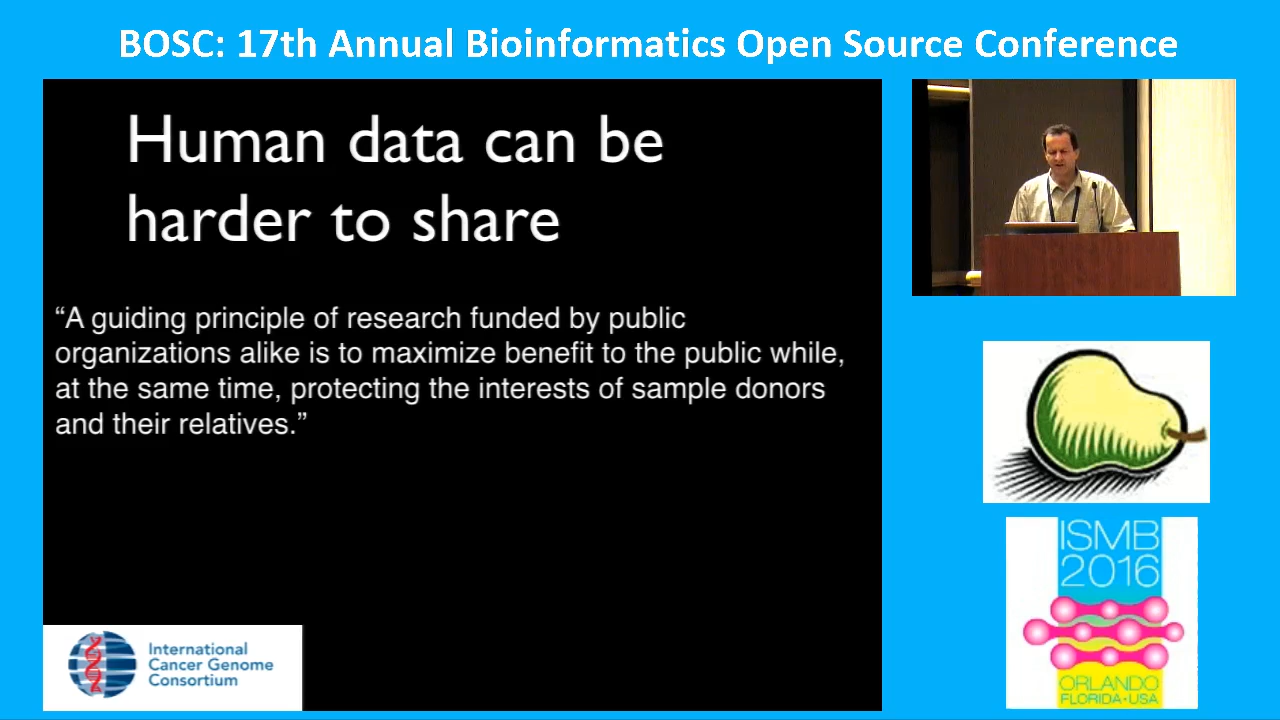 BOSC: 17th Annual Bioinformatics Open Source Conference
Human data can be
harder to share
“A guiding principle of research funded by public
organizations alike is to maximize benefit to the public while,
at the same time, protecting the interests of sample donors
and their relatives.”
International
Cancer Genome
Consortium
ISMB
2016
ORLANDO
FLORIDA•USA